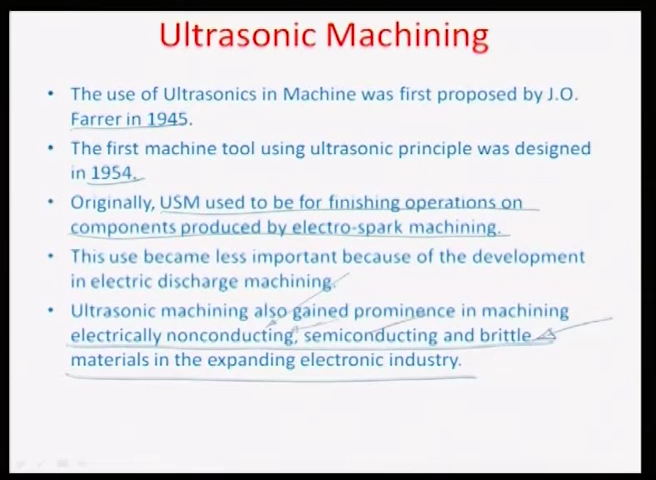 Ultrasonic Machining
• The use of Ultrasonics in Machine was first proposed by J.O.
Farrer in 1945.
• The first machine tool using ultrasonic principle was designed
in 1954.
• Originally, USM used to be for finishing operations on
components produced by electro-spark machining.
• This use became less important because of the development
in electric discharge machining.
• Ultrasonic machining also gained prominence in machining
electrically nonconducting, semiconducting and brittle
materials in the expanding electronic industry.